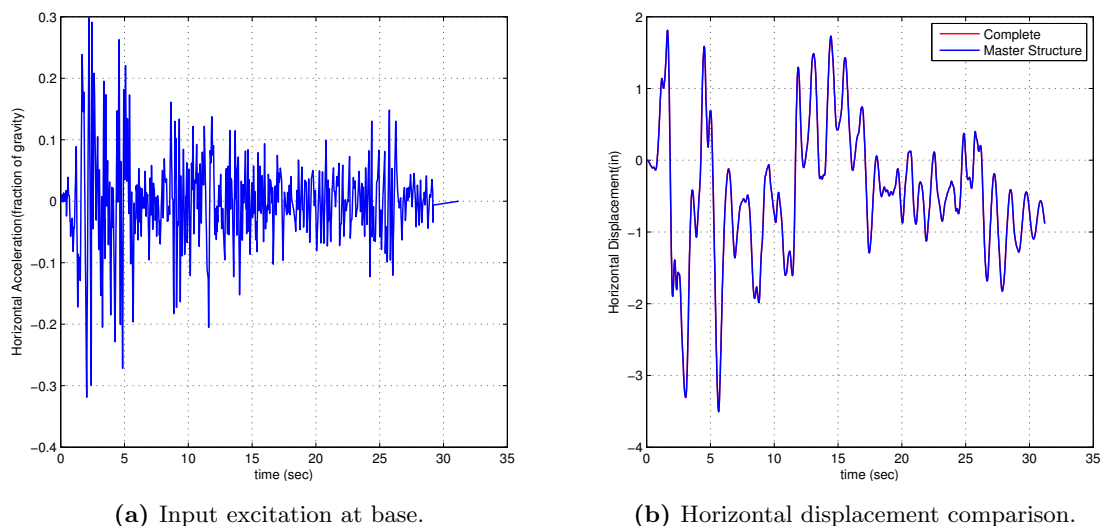 0.3
0.2
0.1
0
−0.1
−0.2
−0.3
−0.4
Horizontal Acceleration(fraction of gravity)
0 5 10 15 20 25 30 35
time (sec)
(a) Input excitation at base.
2
1
0
−1
−2
−3
−4
Horizontal Displacement(in)
Complete
Master Structure
0 5 10 15 20 25 30 35
time (sec)
(b) Horizontal displacement comparison.